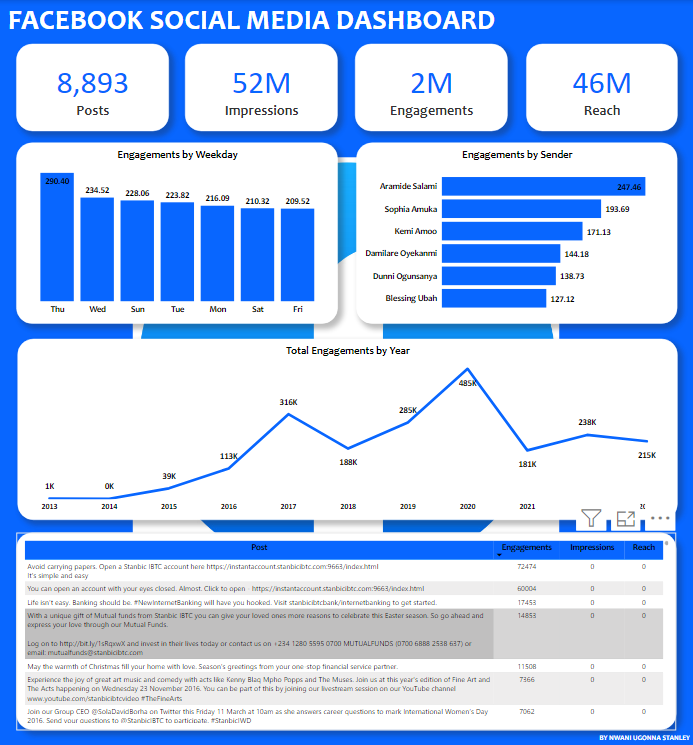 FACEBOOK SOCIAL MEDIA DASHBOARD
8,893
Posts
52M
Impressions
2M
Engagements
46M
Reach
Engagements by Weekday
290.40
234.52
228.06
223.82
216.09
210.32
209.52
Thu
Wed
Sun
Tue
Mon
Sat
Fri
Engagements by Sender
Aramide Salami
247.46
Sophia Amuka
193.69
Kemi Amoo
171.13
Damilare Oyekanmi
144.18
Dunni Ogunsanya
138.73
Blessing Ubah
127.12
Total Engagements by Year
1K
0K
39K
113K
316K
188K
285K
485K
181K
238K
215K
2013
2014
2015
2016
2017
2018
2019
2020
2021
Post
Engagements
Impressions
Reach
Avoid carrying papers. Open a Stanbic IBTC account here https://instantaccount.stanbicibtc.com:9663/index.html
It's simple and easy
72474
0
0
You can open an account with your eyes closed. Almost. Click to open - https://instantaccount.stanbicibtc.com:9663/index.html
60004
0
0
Life isn't easy. Banking should be. #NewInternetBanking will have you hooked. Visit stanbicibtcbank/internetbanking to get started.
17453
0
0
With a unique gift of Mutual funds from Stanbic IBTC you can give your loved ones more reasons to celebrate this Easter season. So go ahead and
express your love through our Mutual Funds.
Log on to http://bit.ly/1sRqxwX and invest in their lives today or contact us on +234 1280 5595 0700 MUTUALFUNDS (0700 6888 2538 637) or
email: mutualfunds@stanbicibtc.com
14853
0
0
May the warmth of Christmas fill your home with love. Season's greetings from your one stop financial service partner.
11508
0
0
Experience the joy of great art music and comedy with acts like Kenny Blaq Mpho Popps and The Muses. Join us at this year's edition of Fine Art and
The Acts happening on Wednesday 23 November 2016. You can be part of this by joining our livestream session on our YouTube channel
www.youtube.com/stanbicibtcvideo #TheFineArts
7366
0
0
Join our Group CEO @SolaDavidBorha on Twitter this Friday 11 March at 10am as she answers career questions to mark International Women's Day
2016. Send your questions to @StanbicIBTC to participate. #StanbicIWD
7062
0
0
BY NWANI UGONNA STANLEY